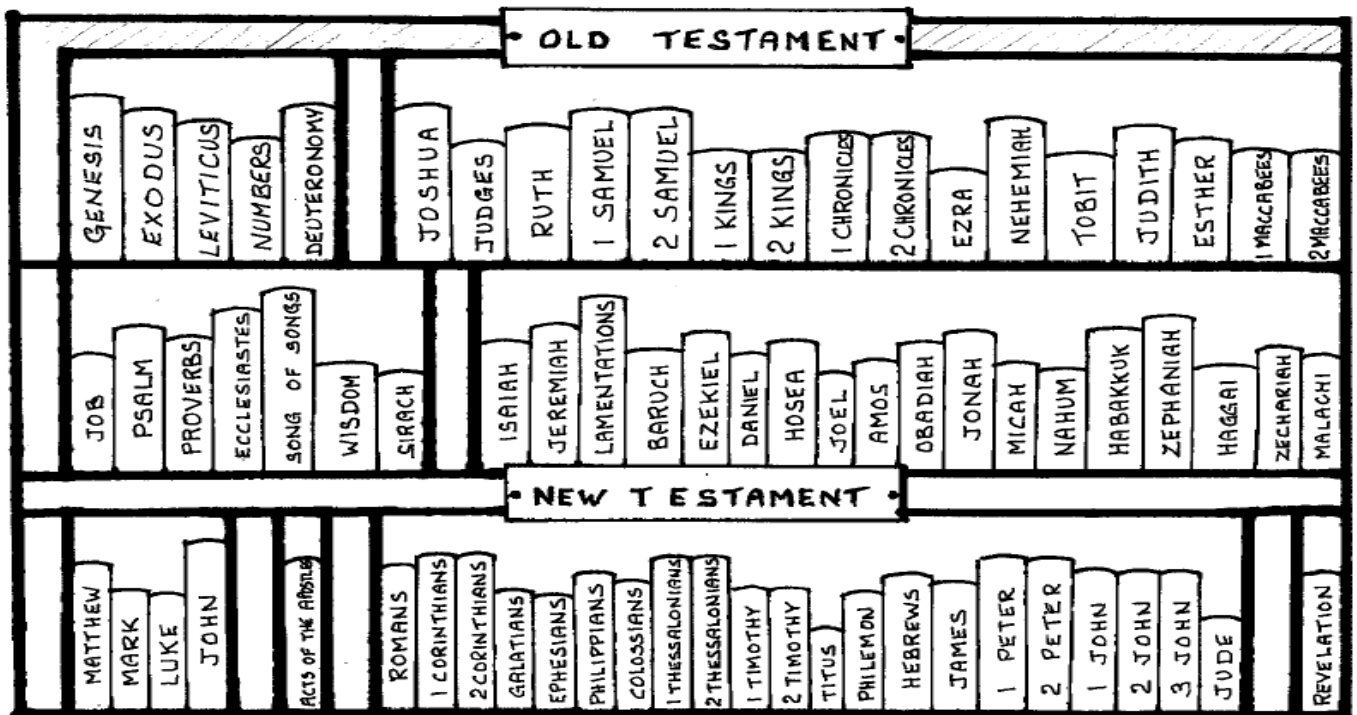 OLD TESTAMENT
GENESIS
EXODUS
LEVITICUS
NUMBERS
DEUTERONOMY
JOSHUA
JUDGES
RUTH
1 SAMUEL
2 SAMUEL
1 KINGS
2 KINGS
1 CHRONICLES
2 CHRONICLES
EZRA
NEHEMIAH
TOBIT
JUDITH
ESTHER
1 MACCABEES
2 MACCABEES
JOB
PSALM
PROVERBS
ECCLESIASTES
SONG OF SONGS
WISDOM
SIRACH
ISAIAH
JEREMIAH
LAMENTATIONS
BARUCH
EZEKIEL
DANIEL
HOSEA
JOEL
AMOS
OBADIAH
JONAH
MICAH
NAHUM
HABAKKUK
ZEPHANIAH
HAGGAI
ZECHARIAH
MALACHI
NEW TESTAMENT
MATTHEW
MARK
LUKE
JOHN
ACTS OF THE APOSTLES
ROMANS
1 CORINTHIANS
2 CORINTHIANS
GALATIANS
EPHESIANS
PHILIPPIANS
COLOSSIANS
1 THESSALONIANS
2 THESSALONIANS
1 TIMOTHY
2 TIMOTHY
TITUS
PHILEMON
HEBREWS
JAMES
1 PETER
2 PETER
1 JOHN
2 JOHN
3 JOHN
JUDE
REVELATION